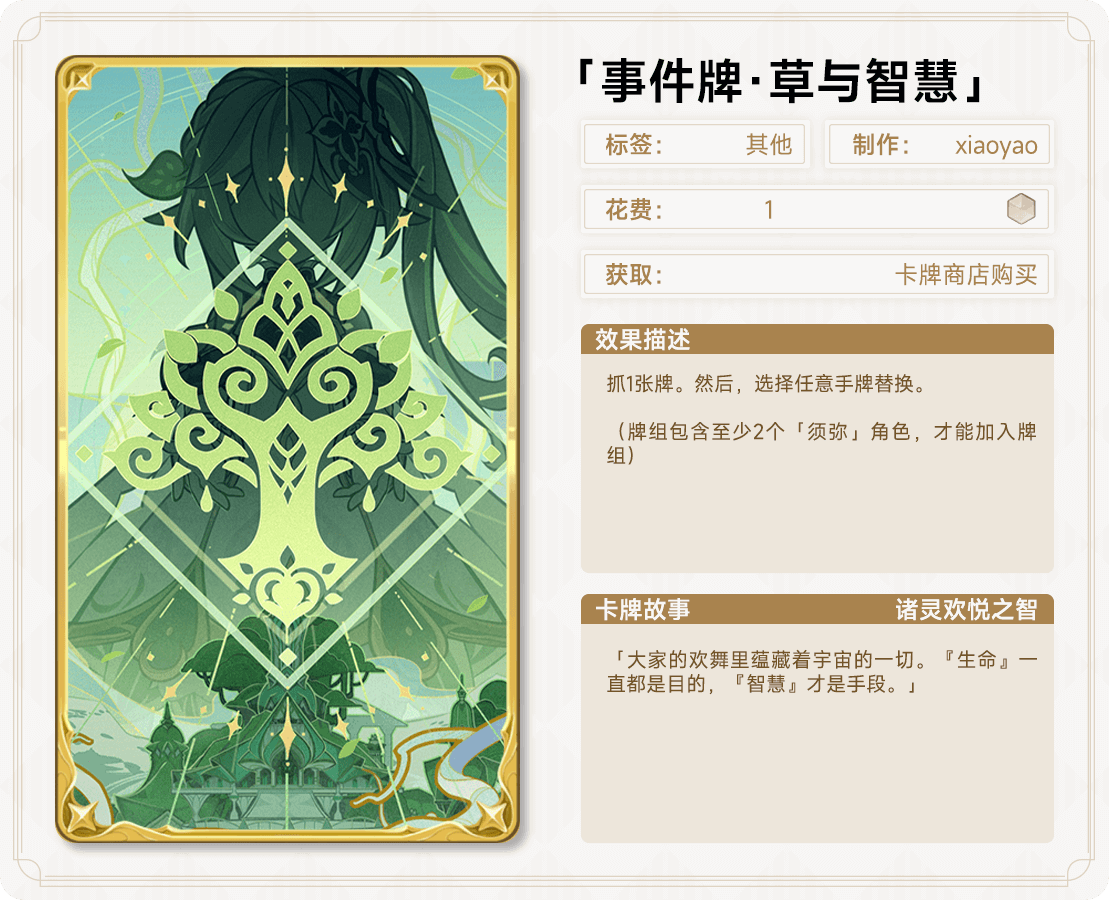 「事件牌·草与智慧」
标签： 其他 制作： xiaoyao
花费： 1
获取： 卡牌商店购买
效果描述
抓1张牌。然后，选择任意手牌替换。
（牌组包含至少2个「须弥」角色，才能加入牌
组）
卡牌故事 诸灵欢悦之智
「大家的欢舞里蕴藏着宇宙的一切。『生命』一
直都是目的，『智慧』才是手段。」